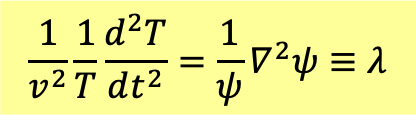 1/v² 1/T d²T/dt² = 1/ψ ∇²ψ ≡ λ